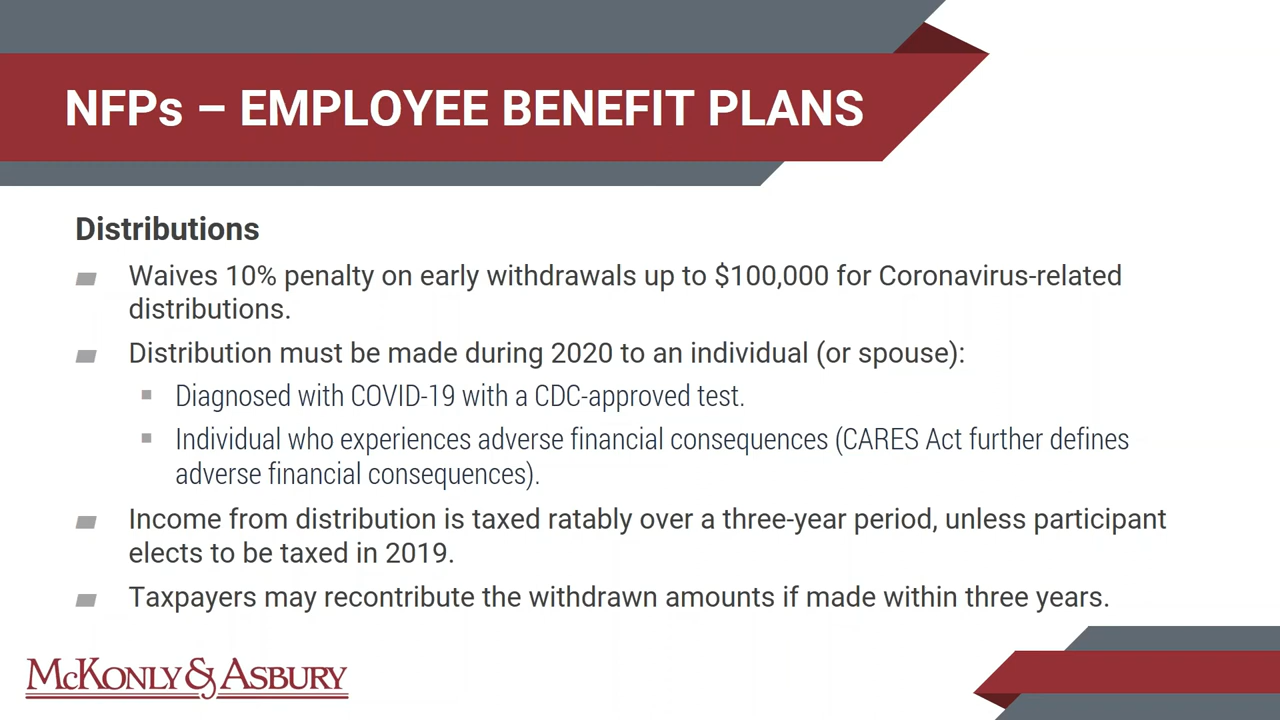 NFPs – EMPLOYEE BENEFIT PLANS
Distributions
Waives 10% penalty on early withdrawals up to $100,000 for Coronavirus-related
distributions.
Distribution must be made during 2020 to an individual (or spouse):
Diagnosed with COVID-19 with a CDC-approved test.
Individual who experiences adverse financial consequences (CARES Act further defines
adverse financial consequences).
Income from distribution is taxed ratably over a three-year period, unless participant
elects to be taxed in 2019.
Taxpayers may recontribute the withdrawn amounts if made within three years.
McKonly & Asbury